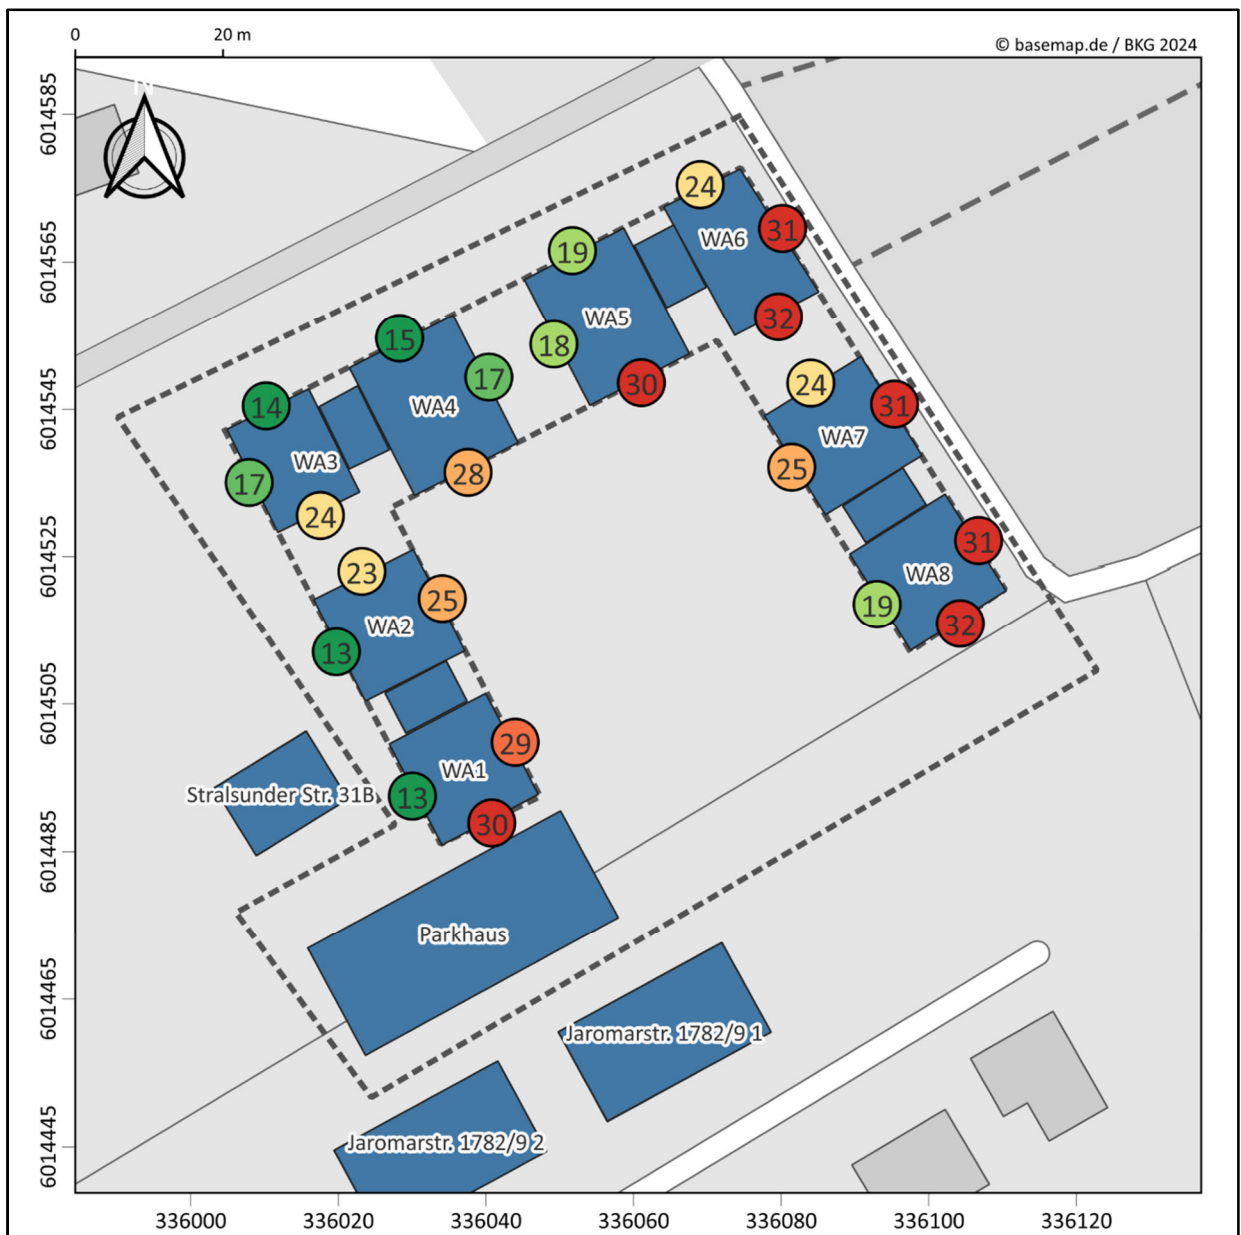 0 20 m
© basemap.de / BKG 2024
N
6014585
6014565
6014545
6014525
6014505
6014485
6014465
6014445
24
WA6
31
32
19
WA5
18
30
15
17
WA4
28
14
WA3
17
24
24
31
WA7
25
31
WA8
19
32
23
25
WA2
13
29
WA1
13
30
Stralsunder Str. 31B
Parkhaus
Jaromarstr. 1782/9 1
Jaromarstr. 1782/9 2
336000 336020 336040 336060 336080 336100 336120